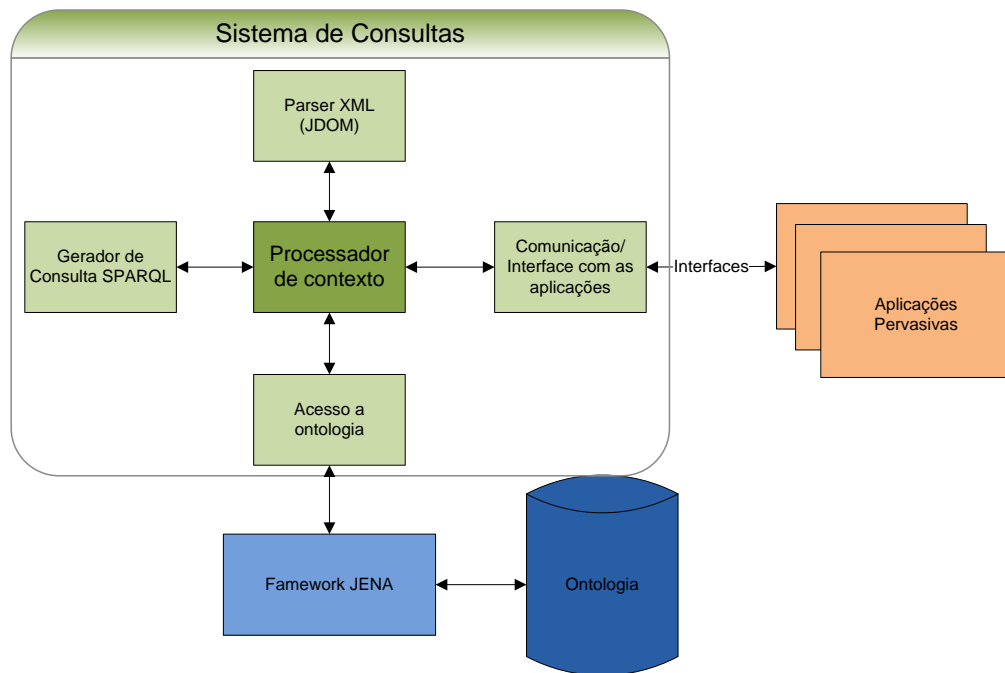 Sistema de Consultas
Parser XML
(JDOM)
Gerador de
Consulta SPARQL
Processador
de contexto
Comunicação/
Interface com as
aplicações
Interfaces
Aplicações
Pervasivas
Acesso a
ontologia
Famework JENA
Ontologia